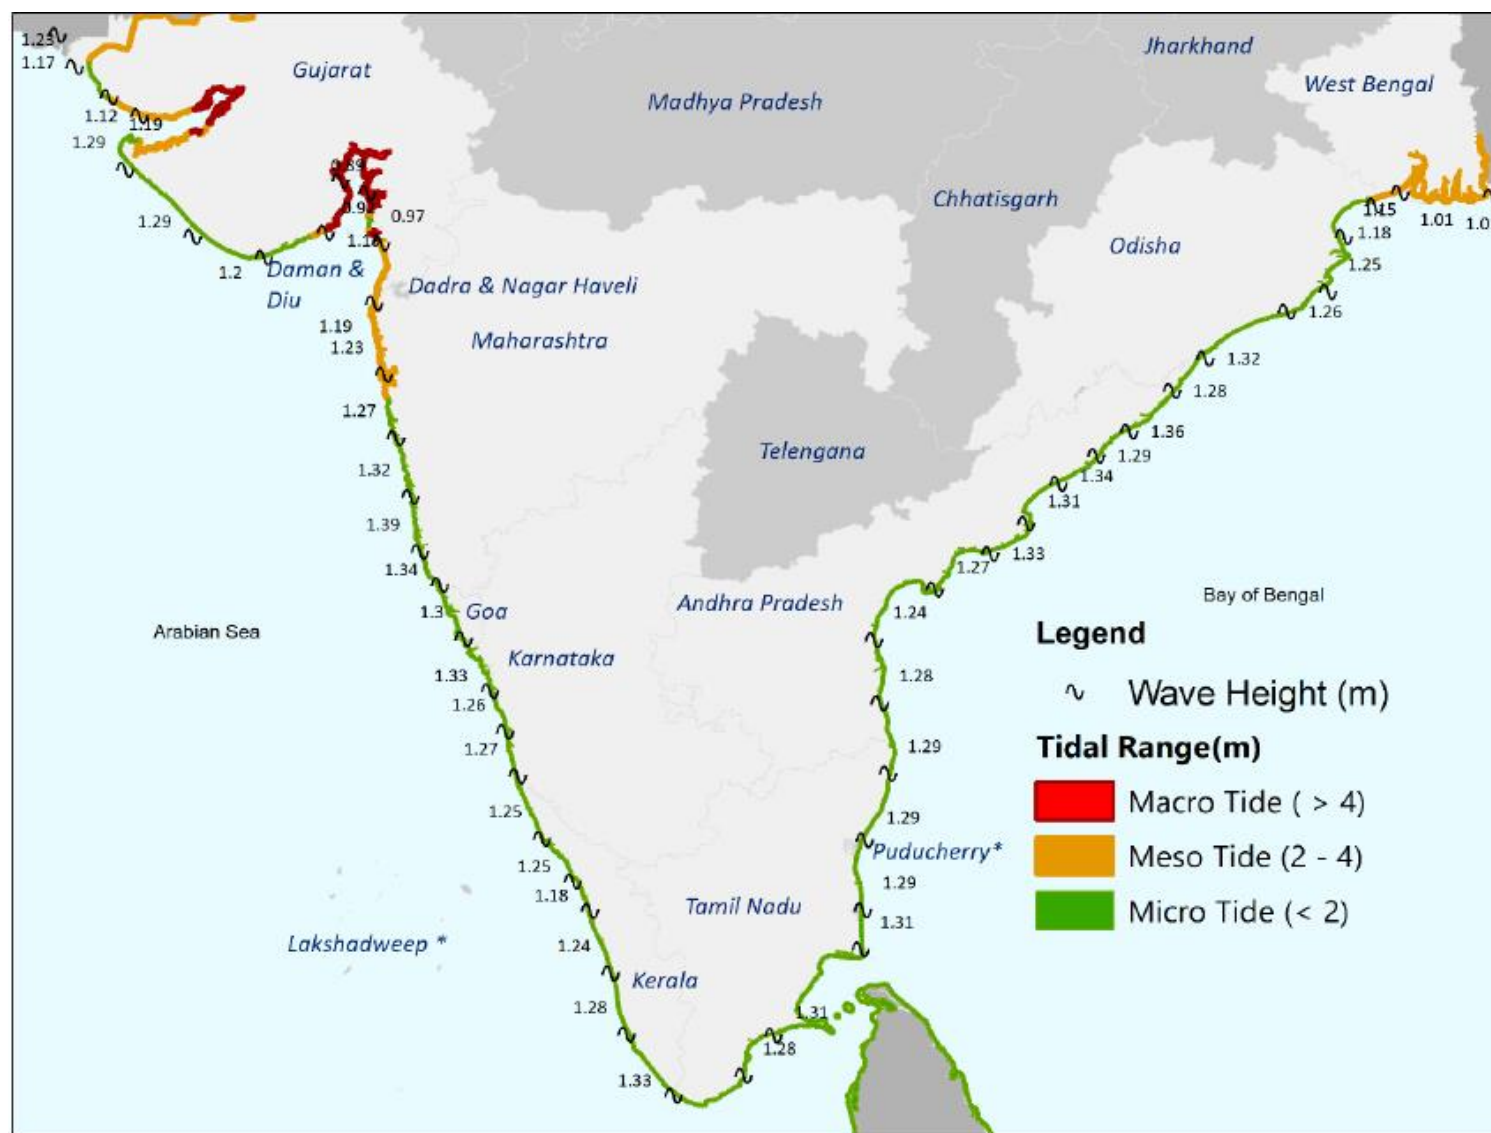 Jharkhand
1.23
1.17
Gujarat
Madhya Pradesh
West Bengal
1.12
1.19
1.29
Chhatisgarh
0.97
1.01
1.29
1.18
Odisha
1.25
1.2
Daman &
Diu
Dadra & Nagar Haveli
1.26
1.19
1.23
Maharashtra
1.32
1.28
1.27
1.36
Telengana
1.29
1.32
1.34
1.31
1.39
1.33
1.34
1.27
Goa
1.3
Andhra Pradesh
1.24
Bay of Bengal
Arabian Sea
Karnataka
Legend
1.33
1.28
Wave Height (m)
1.26
1.27
1.29
Tidal Range(m)
Macro Tide ( > 4)
1.25
1.29
Puducherry*
Meso Tide (2 - 4)
1.25
1.18
1.29
Tamil Nadu
1.31
Micro Tide (< 2)
Lakshadweep *
1.24
Kerala
1.28
1.31
1.28
1.33